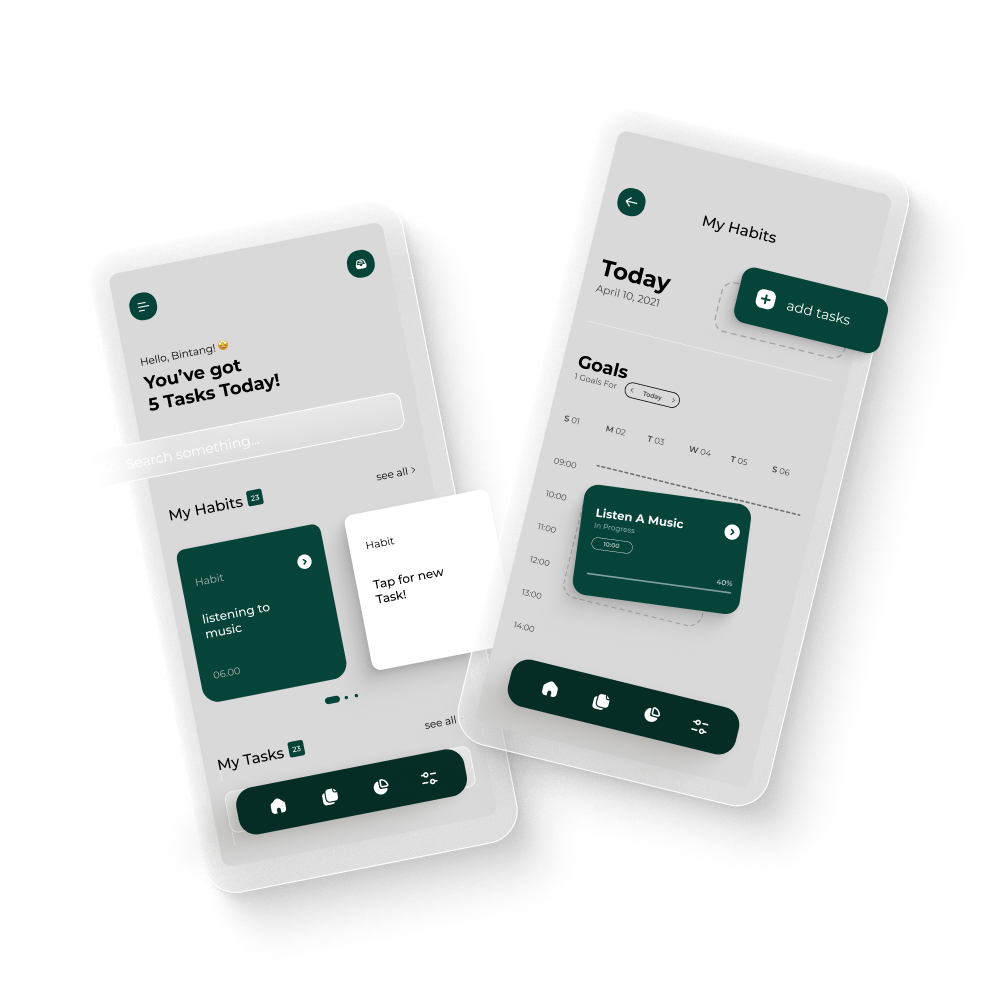 Hello, Bintang! 🤩
You've got
5 Tasks Today!
Search something...
see all >
My Habits 23
Habit
listening to
music
06.00
Habit
Tap for new
Task!
see all
My Tasks 23
My Habits
Today
April 10, 2021
add tasks
Goals
1 Goals For
< Today >
S 01 M 02 T 03 W 04 T 05 S 06
09:00
10:00
11:00
12:00
13:00
14:00
Listen A Music
In Progress
10:00
40%